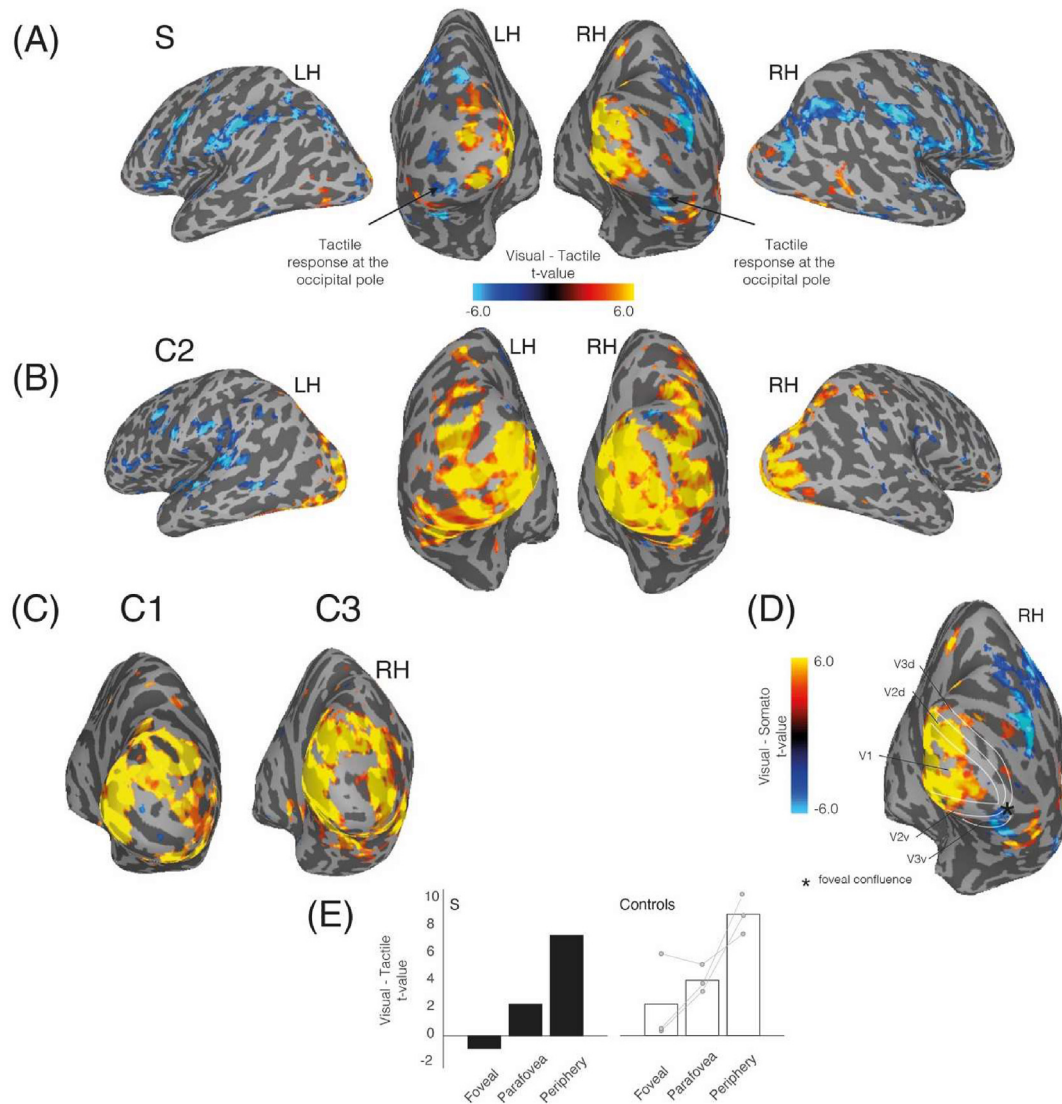 (A)
S
LH
LH
RH
RH
Tactile
response at the
occipital pole
Visual - Tactile
t-value
-6.0
6.0
Tactile
response at the
occipital pole
(B)
C2
LH
LH
RH
RH
(C)
C1
C3
RH
(D)
RH
6.0
-6.0
Visual - Somato
t-value
V3d
V2d
V1
V2v
V3v
* foveal confluence
(E)
Visual - Tactile
t-value
10
8
6
4
2
0
-2
S
Controls
Foveal
Parafovea
Periphery
Foveal
Parafovea
Periphery